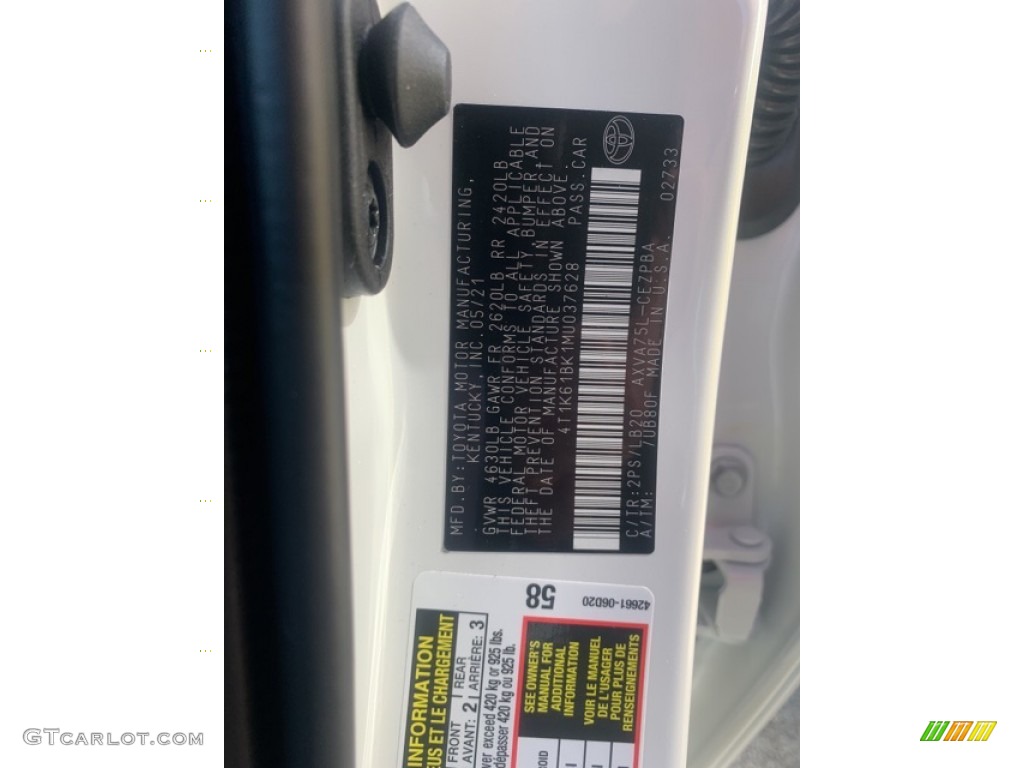 MFD.BY:TOYOTA MOTOR MANUFACTURING,
KENTUCKY,INC.05/21
GVWR 4630LB GAWR FR 2620LB RR 2420LB
THIS VEHICLE CONFORMS TO ALL APPLICABLE
FEDERAL MOTOR VEHICLE SAFETY,BUMPER,AND
THEFT PREVENTION STANDARDS IN EFFECT ON
THE DATE OF MANUFACTURE SHOWN ABOVE.
4T1K61BK1MU037628 PASS.CAR
C/TR:2PS/LB20 AXVA75L-CEZPBA
A/TM: /UB80F MADE IN U.S.A. 02733
INFORMATION
EUS ET LE CHARGEMENT
FRONT REAR
AVANT: 2 ARRIÈRE: 3
wer exceed 420 kg or 925 lbs.
dépasser 420 kg ou 925 lb.
SEE OWNER'S
MANUAL FOR
ADDITIONAL
INFORMATION
VOIR LE MANUEL
DE L'USAGER
POUR PLUS DE
RENSEIGNEMENTS
58
42661-06D20
GTcarlot.com